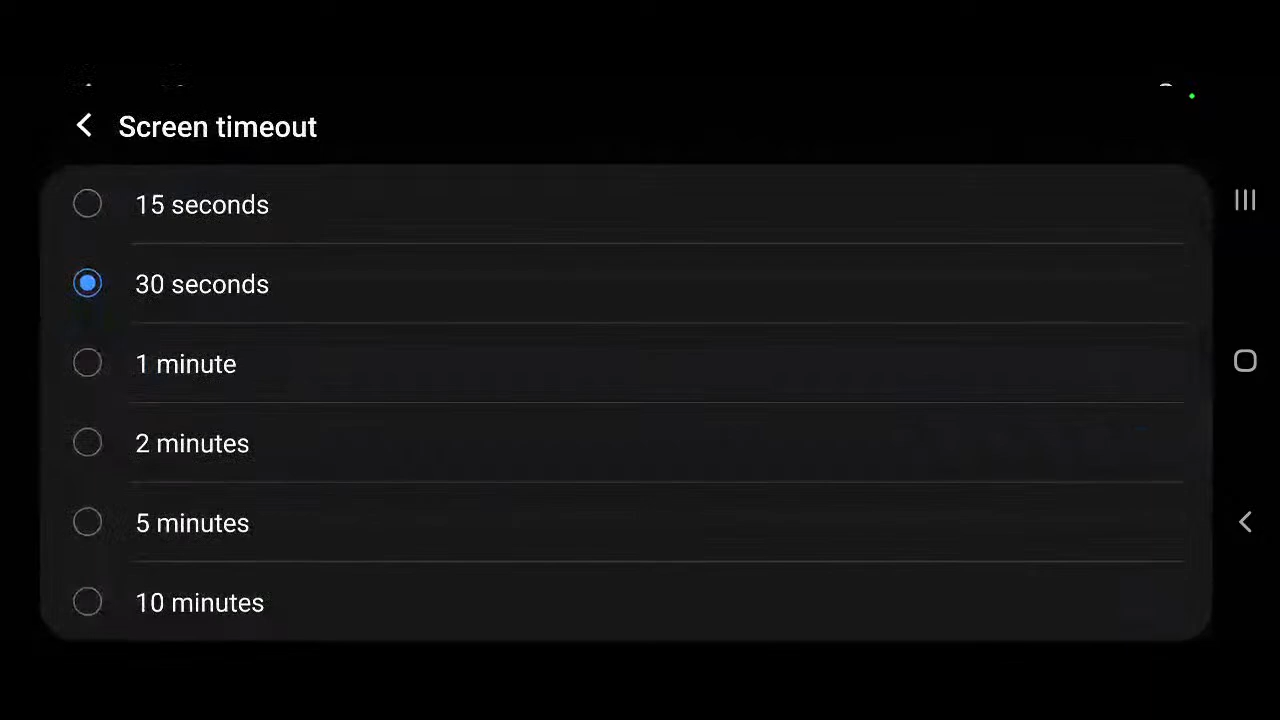 Screen timeout
15 seconds
30 seconds
1 minute
2 minutes
5 minutes
10 minutes